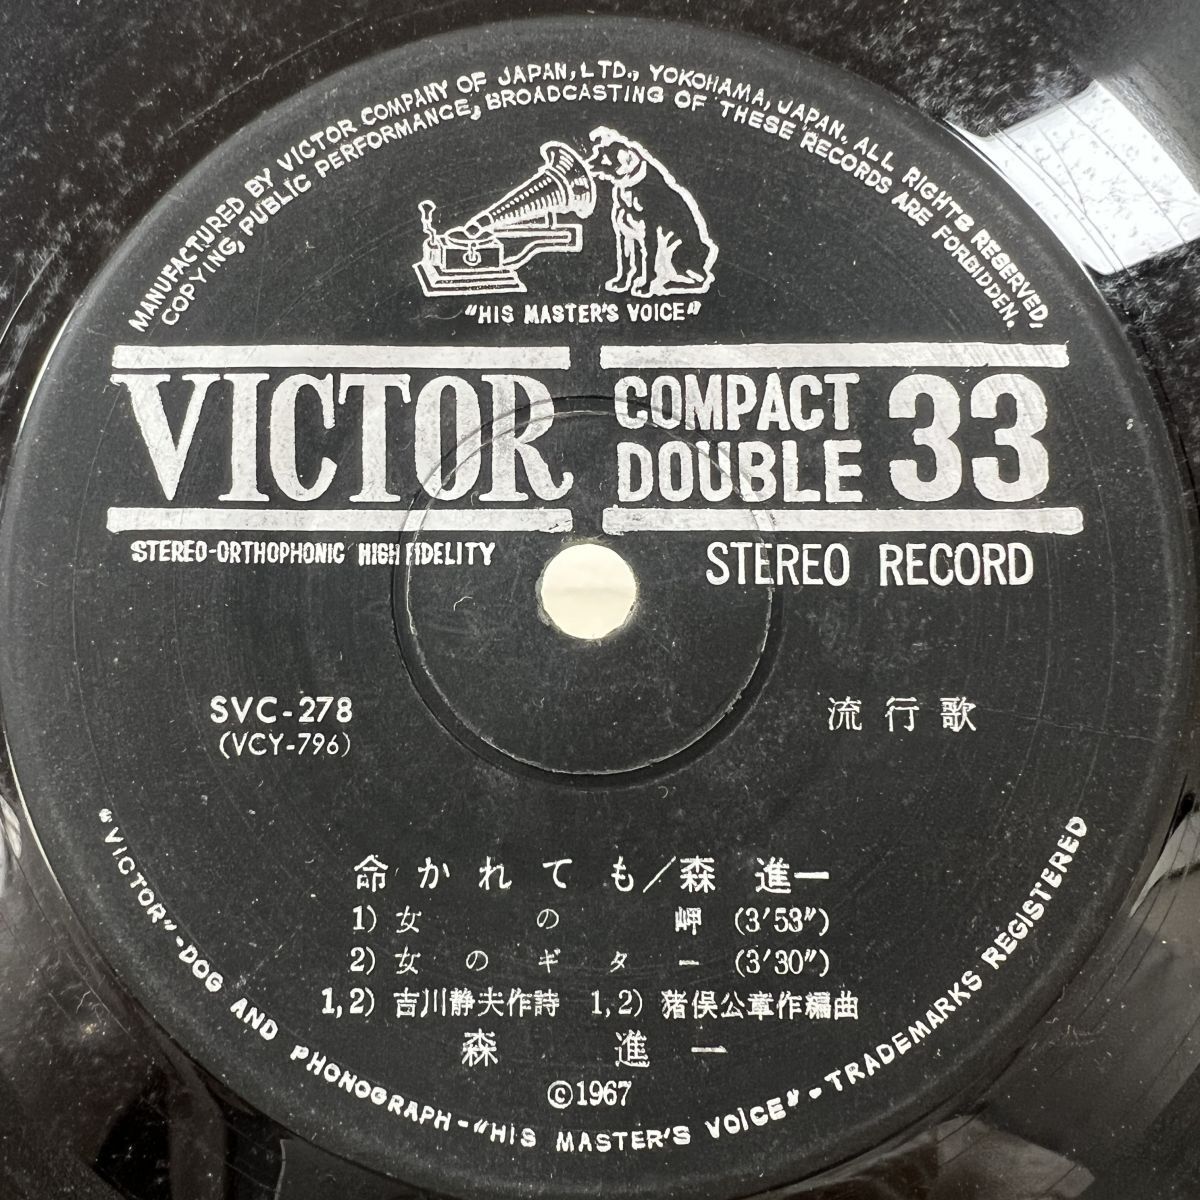 MANUFACTURED BY VICTOR COMPANY OF JAPAN, LTD., YOKOHAMA, JAPAN. ALL RIGHTS RESERVED,
COPYING, PUBLIC PERFORMANCE, BROADCASTING OF THESE RECORDS ARE FORBIDDEN.
"HIS MASTER'S VOICE"
VICTOR
COMPACT
DOUBLE
33
STEREO-ORTHOPHONIC HIGH FIDELITY
STEREO RECORD
SVC-278
(VCY-796)
流行歌
命かれても/森 進一
1) 女の岬 (3'53")
2) 女のギター (3'30")
1,2) 吉川静夫作詩 1,2) 猪俣公章作編曲
森 進一
©1967
"VICTOR"-DOG AND PHONOGRAPH-"HIS MASTER'S VOICE"-TRADEMARKS REGISTERED